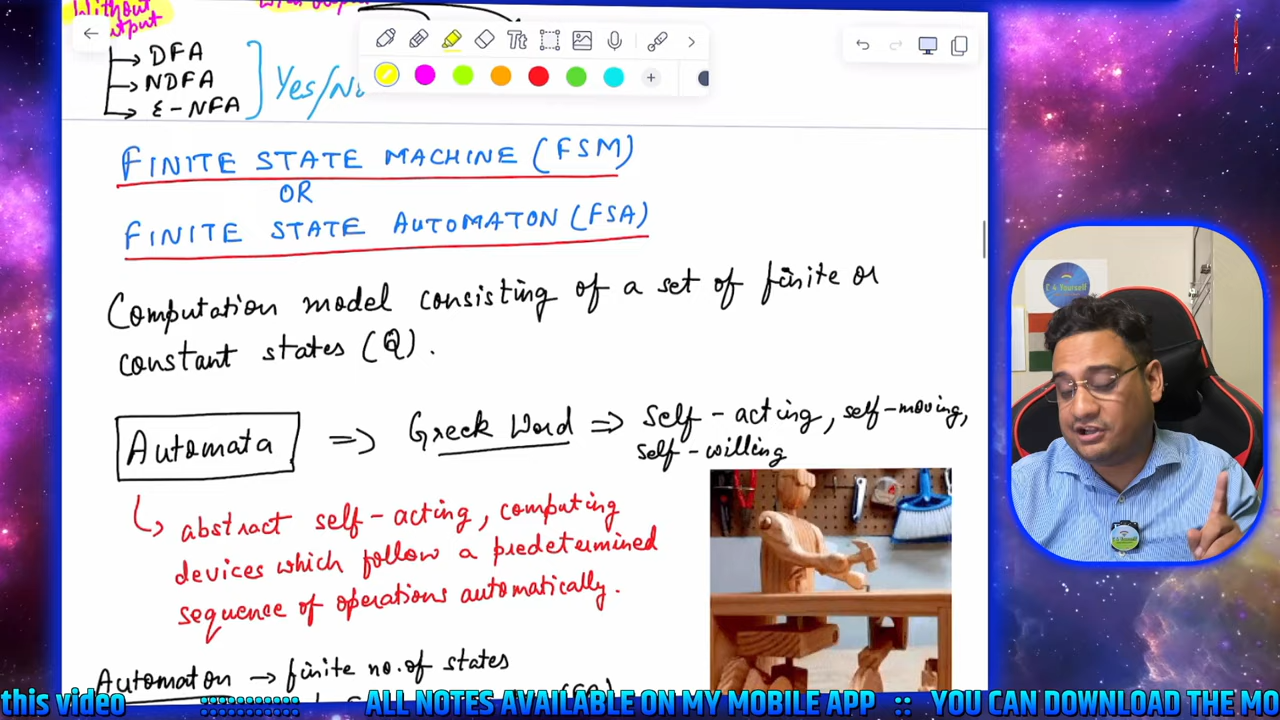 Without
DFA
NDFA
ε-NFA
Yes/No
FINITE STATE MACHINE (FSM)
OR
FINITE STATE AUTOMATON (FSA)
Computation model consisting of a set of finite or
constant states (Q).
Automata => Greek Word => self-acting, self-moving,
self-willing
abstract self-acting, computing
devices which follow a predetermined
sequence of operations automatically.
Automaton → finite no. of states
this video :::::::::::: ALL NOTES AVAILABLE ON MY MOBILE APP :: YOU CAN DOWNLOAD THE MO